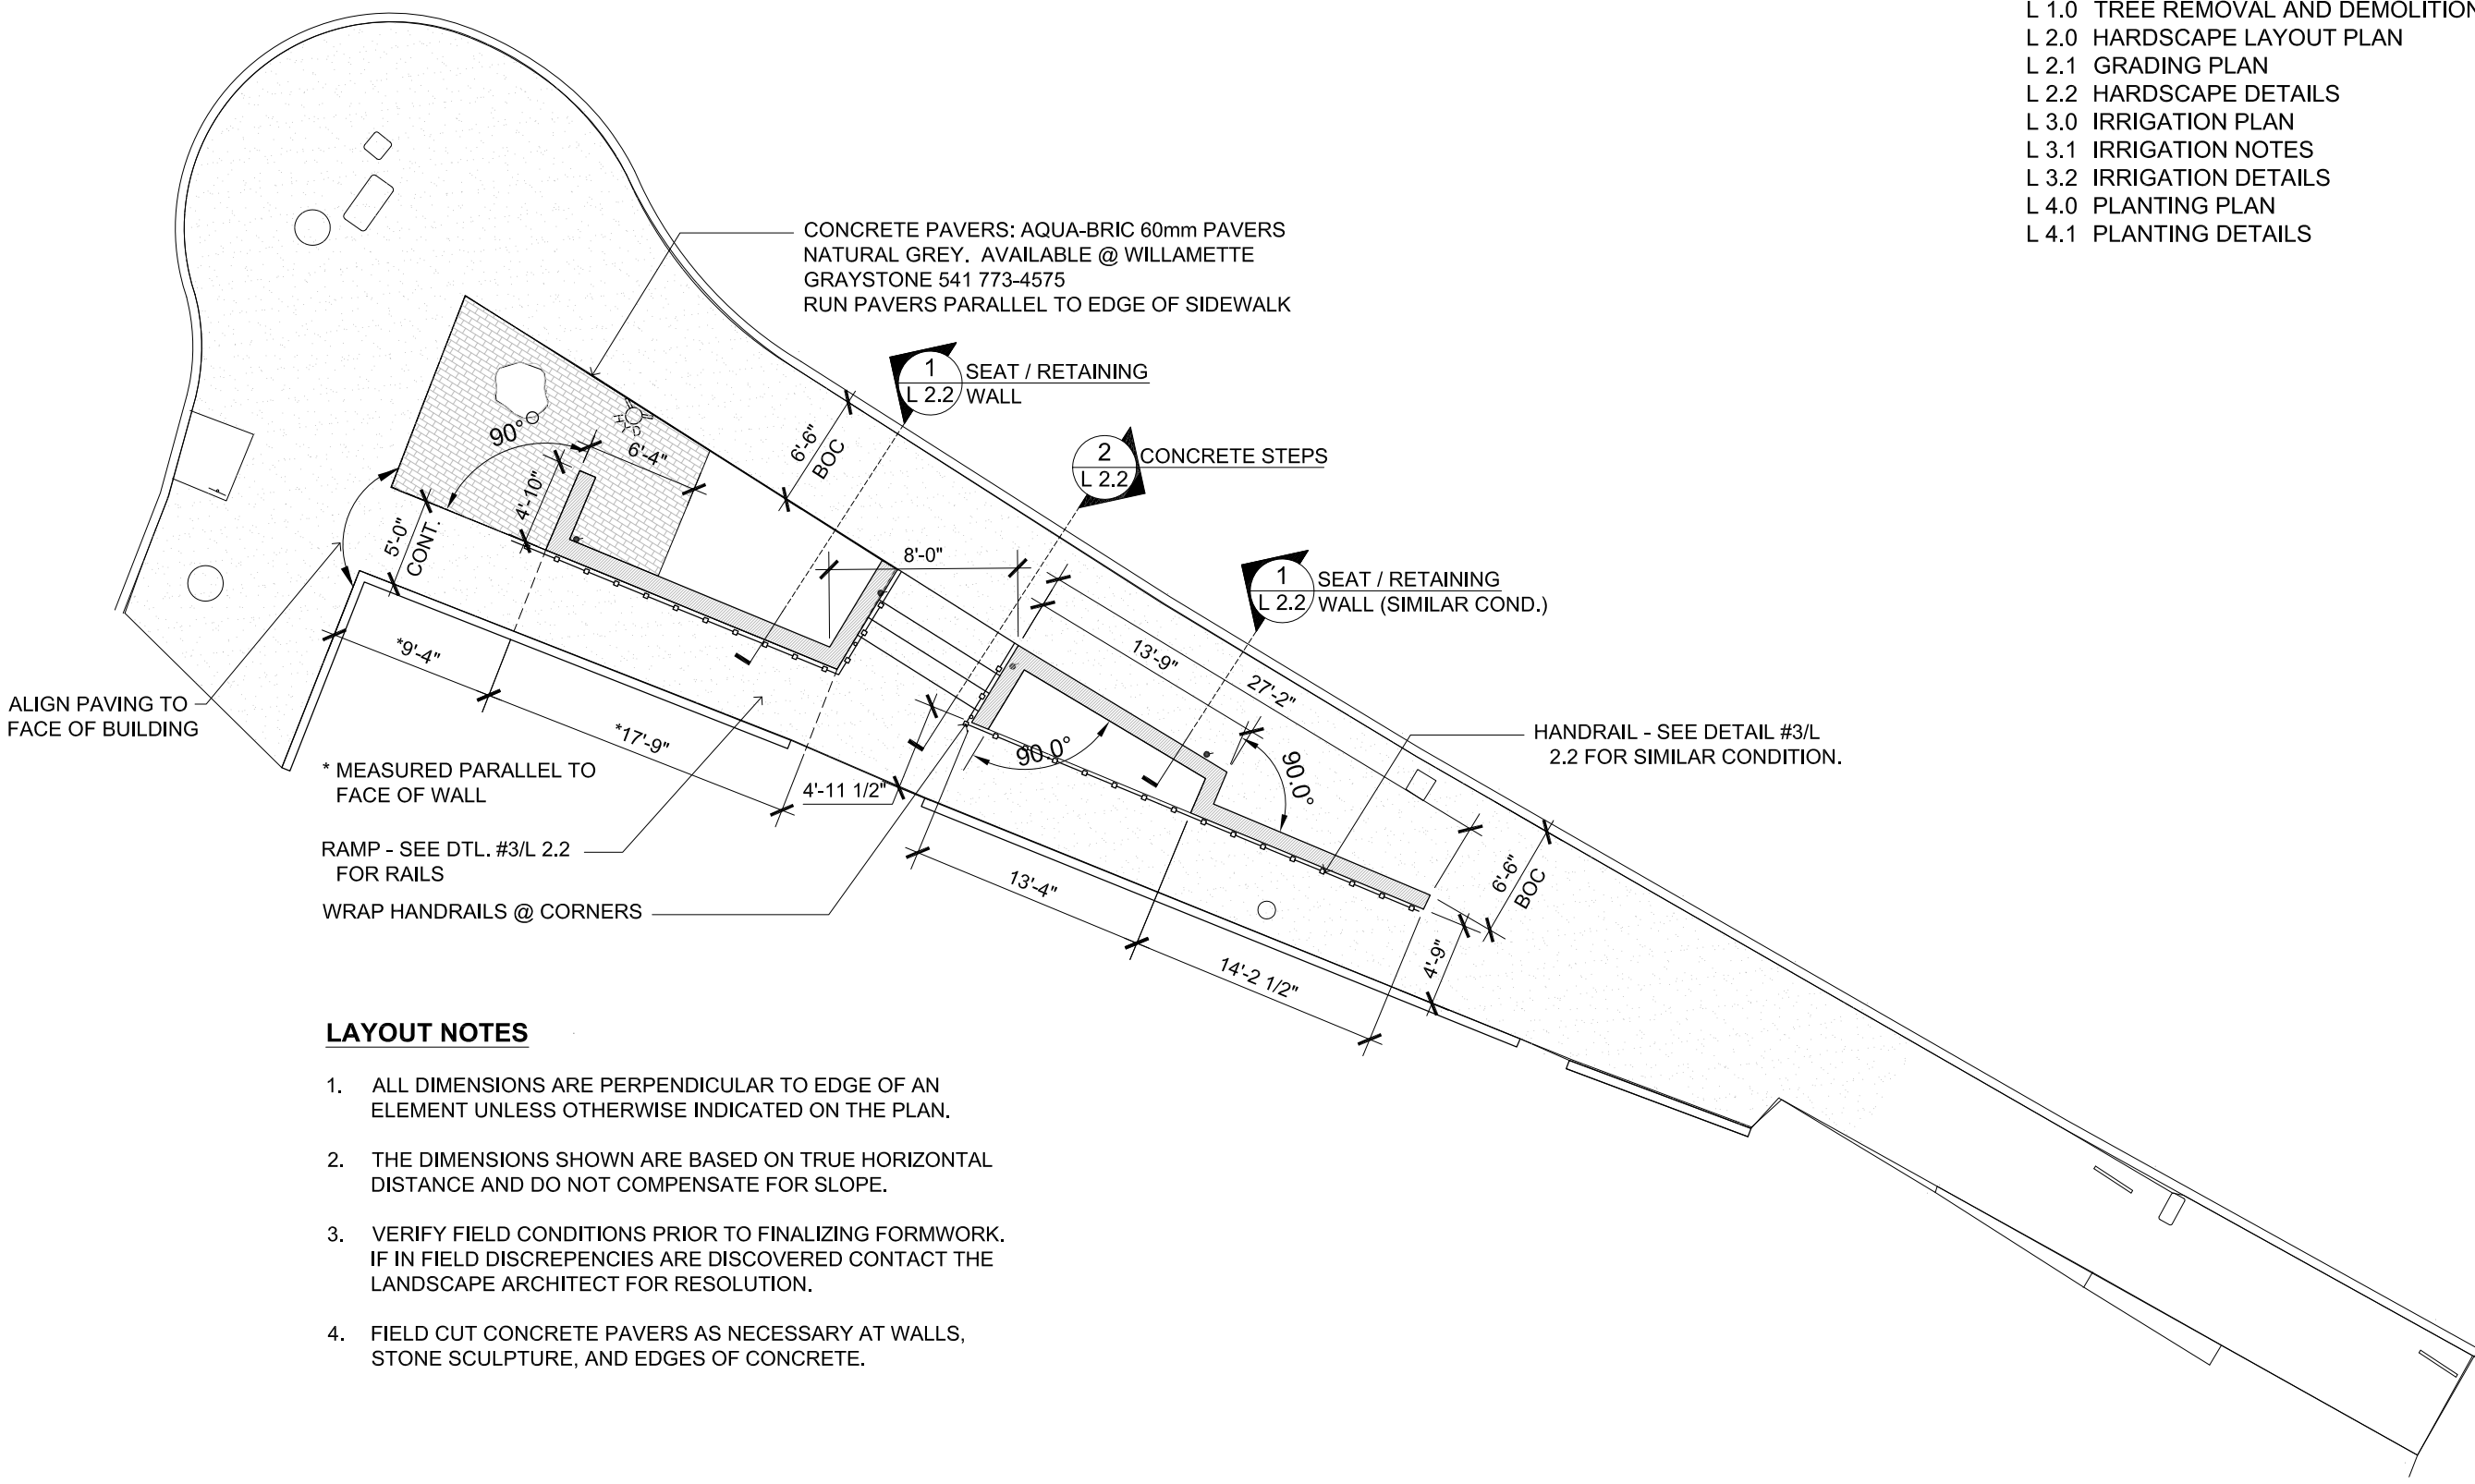 L 1.0 TREE REMOVAL AND DEMOLITION
L 2.0 HARDSCAPE LAYOUT PLAN
L 2.1 GRADING PLAN
L 2.2 HARDSCAPE DETAILS
L 3.0 IRRIGATION PLAN
L 3.1 IRRIGATION NOTES
L 3.2 IRRIGATION DETAILS
L 4.0 PLANTING PLAN
L 4.1 PLANTING DETAILS
CONCRETE PAVERS: AQUA-BRIC 60mm PAVERS
NATURAL GREY. AVAILABLE @ WILLAMETTE
GRAYSTONE 541 773-4575
RUN PAVERS PARALLEL TO EDGE OF SIDEWALK
1
L 2.2
SEAT / RETAINING
WALL
2
L 2.2
CONCRETE STEPS
1
L 2.2
SEAT / RETAINING
WALL (SIMILAR COND.)
HYD
90°
6'-4"
4'-10"
5'-0"
CONT.
6'-6"
BOC
8'-0"
13'-9"
27'-2"
90.0°
90.0°
*9'-4"
*17'-9"
4'-11 1/2"
13'-4"
14'-2 1/2"
4'-9"
6'-6"
BOC
HANDRAIL - SEE DETAIL #3/L
2.2 FOR SIMILAR CONDITION.
ALIGN PAVING TO
FACE OF BUILDING
* MEASURED PARALLEL TO
FACE OF WALL
RAMP - SEE DTL. #3/L 2.2
FOR RAILS
WRAP HANDRAILS @ CORNERS
LAYOUT NOTES
1. ALL DIMENSIONS ARE PERPENDICULAR TO EDGE OF AN
ELEMENT UNLESS OTHERWISE INDICATED ON THE PLAN.
2. THE DIMENSIONS SHOWN ARE BASED ON TRUE HORIZONTAL
DISTANCE AND DO NOT COMPENSATE FOR SLOPE.
3. VERIFY FIELD CONDITIONS PRIOR TO FINALIZING FORMWORK.
IF IN FIELD DISCREPENCIES ARE DISCOVERED CONTACT THE
LANDSCAPE ARCHITECT FOR RESOLUTION.
4. FIELD CUT CONCRETE PAVERS AS NECESSARY AT WALLS,
STONE SCULPTURE, AND EDGES OF CONCRETE.